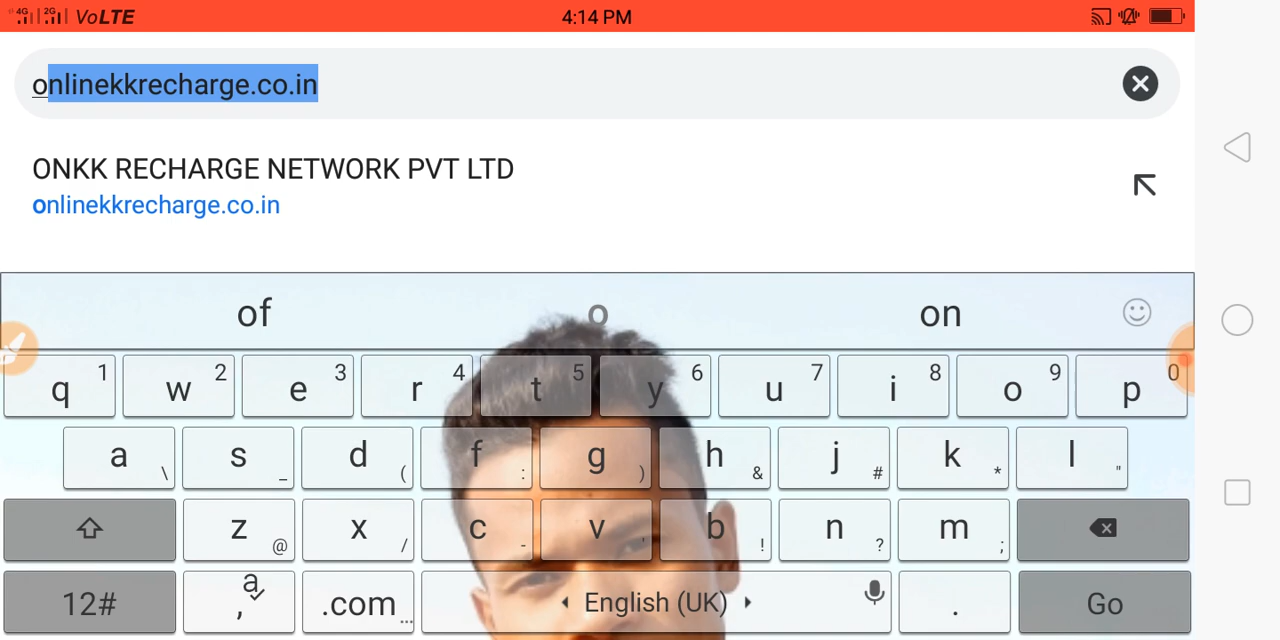 4G 2G VoLTE 4:14 PM
onlinekkrecharge.co.in
ONKK RECHARGE NETWORK PVT LTD
onlinekkrecharge.co.in
of o on
q 1 w 2 e 3 r 4 t 5 y 6 u 7 i 8 o 9 p 0
a \ s _ d ( f : g ) h & j # k * l "
z @ x / c - v ' b ! n ? m ;
12# a , .com ... English (UK) . Go